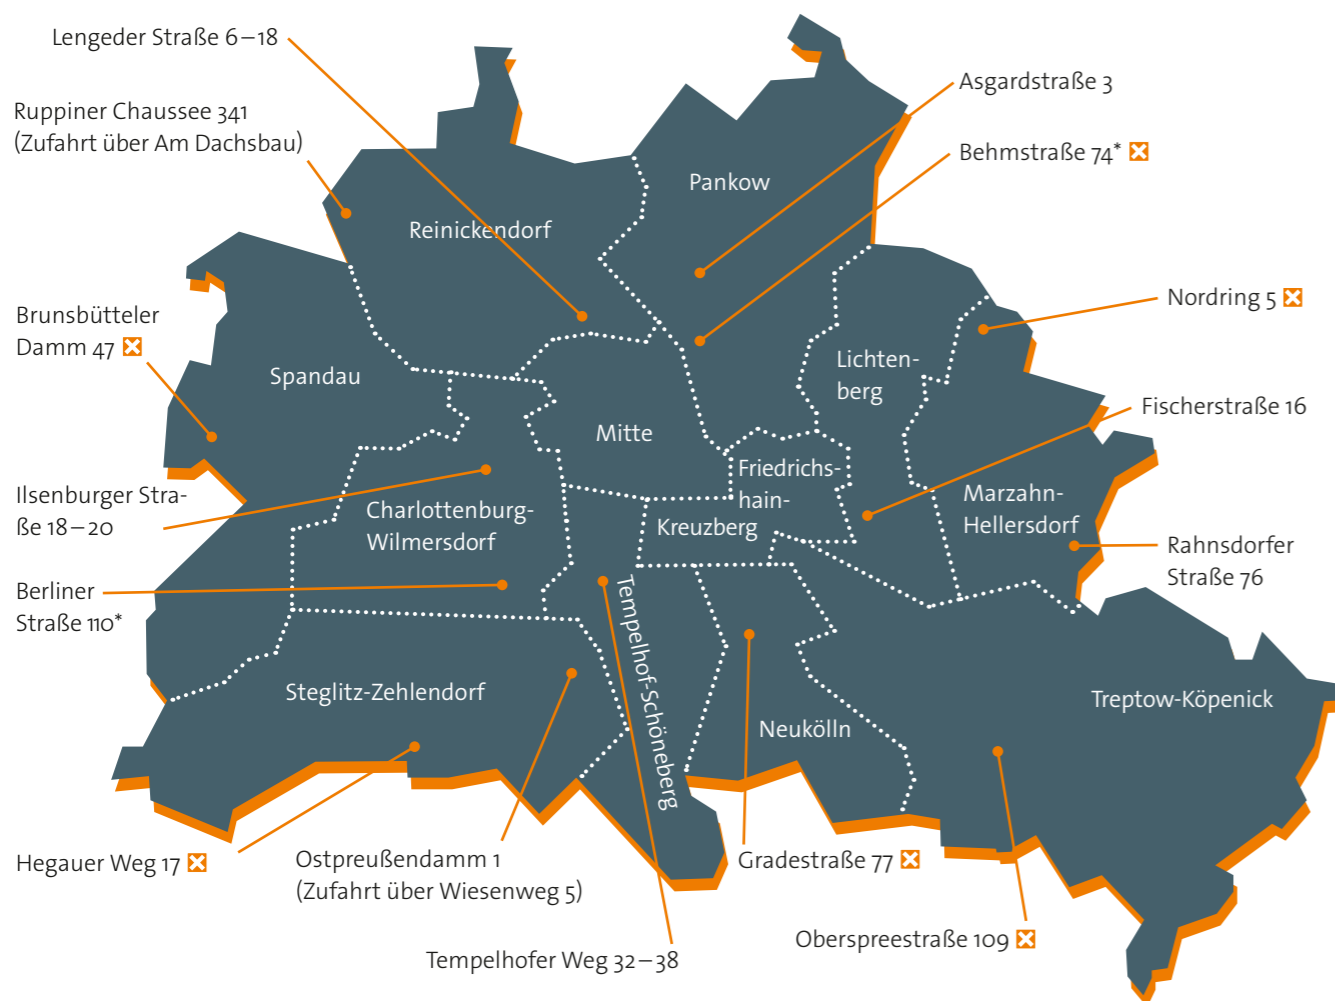 Lengeder Straße 6–18
Ruppiner Chaussee 341
(Zufahrt über Am Dachsbau)
Asgardstraße 3
Behmstraße 74*
Pankow
Reinickendorf
Nordring 5
Brunsbütteler
Damm 47
Spandau
Lichten-
berg
Fischerstraße 16
Mitte
Friedrichs-
hain-
Kreuzberg
Ilsenburger Stra-
ße 18–20
Charlottenburg-
Wilmersdorf
Marzahn-
Hellersdorf
Rahnsdorfer
Straße 76
Berliner
Straße 110*
Tempelhof-Schöneberg
Steglitz-Zehlendorf
Neukölln
Treptow-Köpenick
Hegauer Weg 17
Ostpreußendamm 1
(Zufahrt über Wiesenweg 5)
Gradestraße 77
Oberspreestraße 109
Tempelhofer Weg 32–38